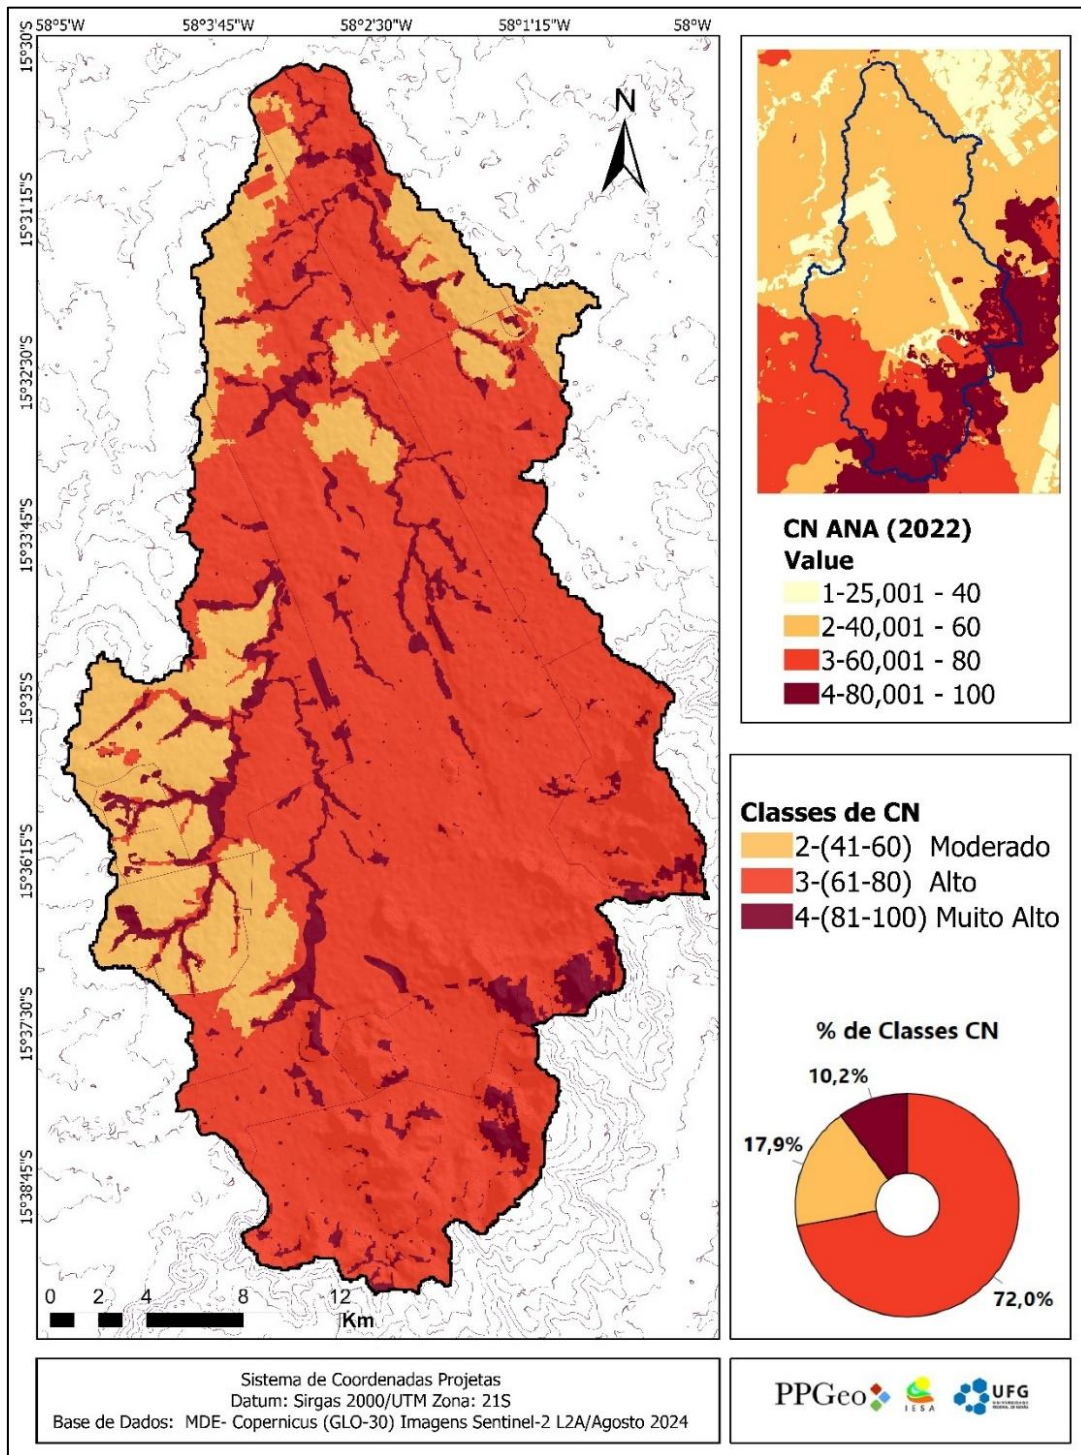 58°5'W 58°3'45"W 58°2'30"W 58°1'15"W 58°W
15°30'S
15°31'15"S
15°32'30"S
15°33'45"S
15°35'S
15°36'15"S
15°37'30"S
15°38'45"S
N
0 2 4 8 12
Km
CN ANA (2022)
Value
1-25,001 - 40
2-40,001 - 60
3-60,001 - 80
4-80,001 - 100
Classes de CN
2-(41-60) Moderado
3-(61-80) Alto
4-(81-100) Muito Alto
% de Classes CN
10,2%
17,9%
72,0%
Sistema de Coordenadas Projetas
Datum: Sirgas 2000/UTM Zona: 21S
Base de Dados: MDE- Copernicus (GLO-30) Imagens Sentinel-2 L2A/Agosto 2024
PPGeo
IESA
UFG